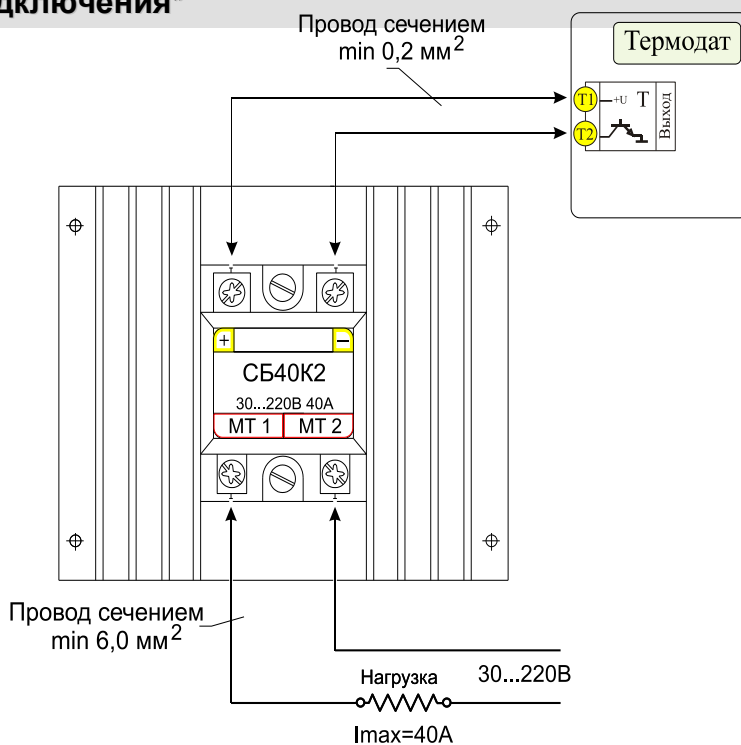 дключения"
Провод сечением
min 0,2 мм²
Термодат
T1
+U
T
Выход
T2
+
−
СБ40К2
30...220В 40А
МТ 1
МТ 2
Провод сечением
min 6,0 мм²
Нагрузка
30...220В
Imax=40A